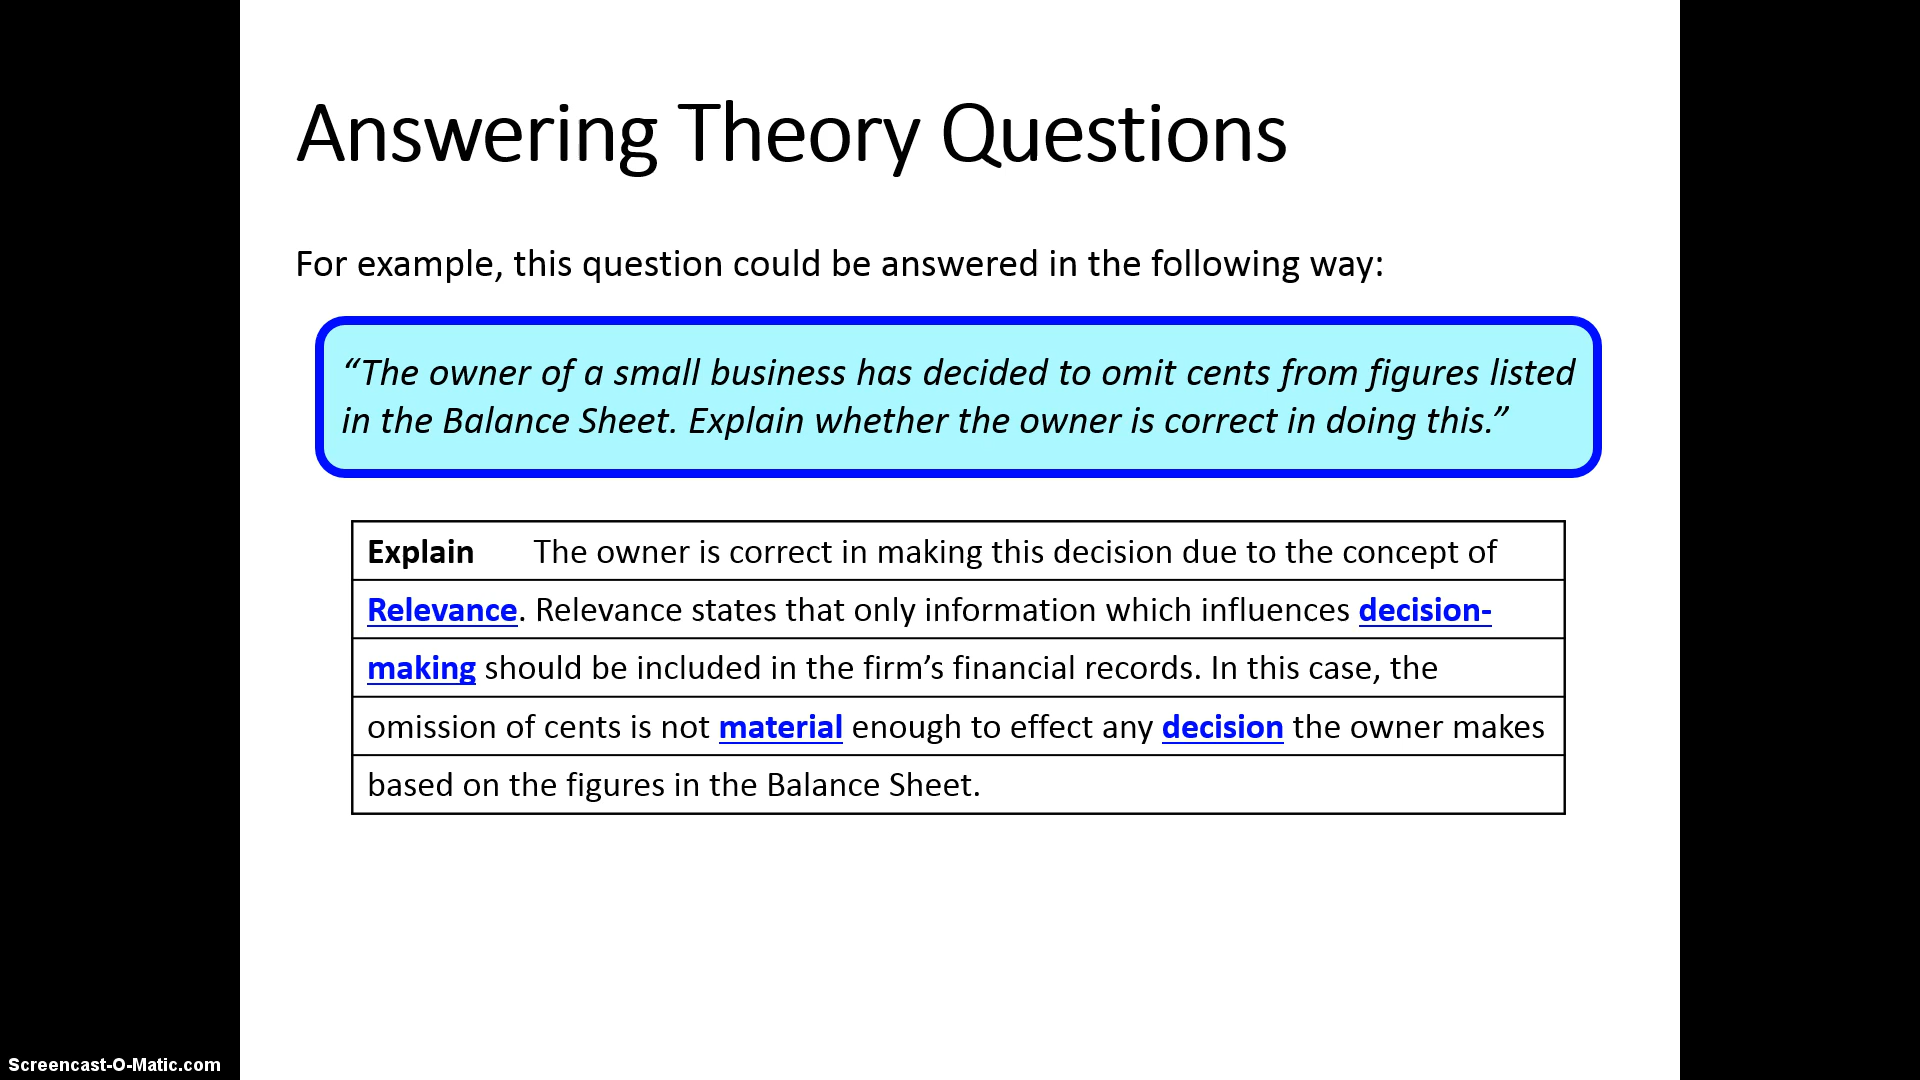 Answering Theory Questions
For example, this question could be answered in the following way:
“The owner of a small business has decided to omit cents from figures listed
in the Balance Sheet. Explain whether the owner is correct in doing this.”
Explain The owner is correct in making this decision due to the concept of
Relevance. Relevance states that only information which influences decision-
making should be included in the firm’s financial records. In this case, the
omission of cents is not material enough to effect any decision the owner makes
based on the figures in the Balance Sheet.
Screencast-O-Matic.com